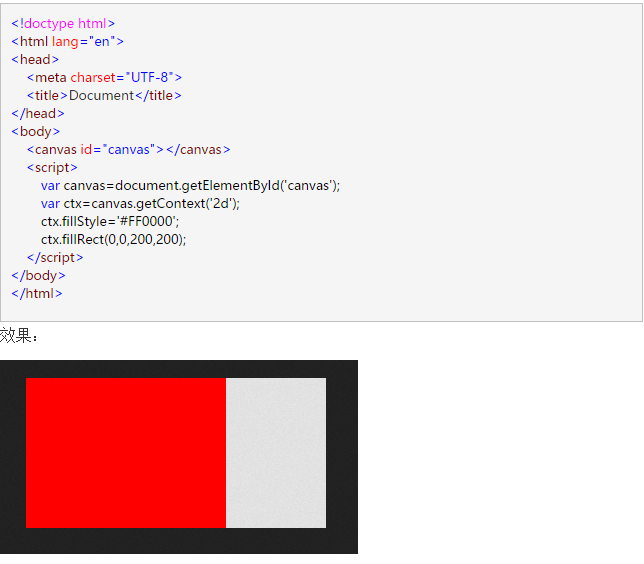 <!doctype html>
<html lang="en">
<head>
<meta charset="UTF-8">
<title>Document</title>
</head>
<body>
<canvas id="canvas"></canvas>
<script>
var canvas=document.getElementById('canvas');
var ctx=canvas.getContext('2d');
ctx.fillStyle='#FF0000';
ctx.fillRect(0,0,200,200);
</script>
</body>
</html>
效果：